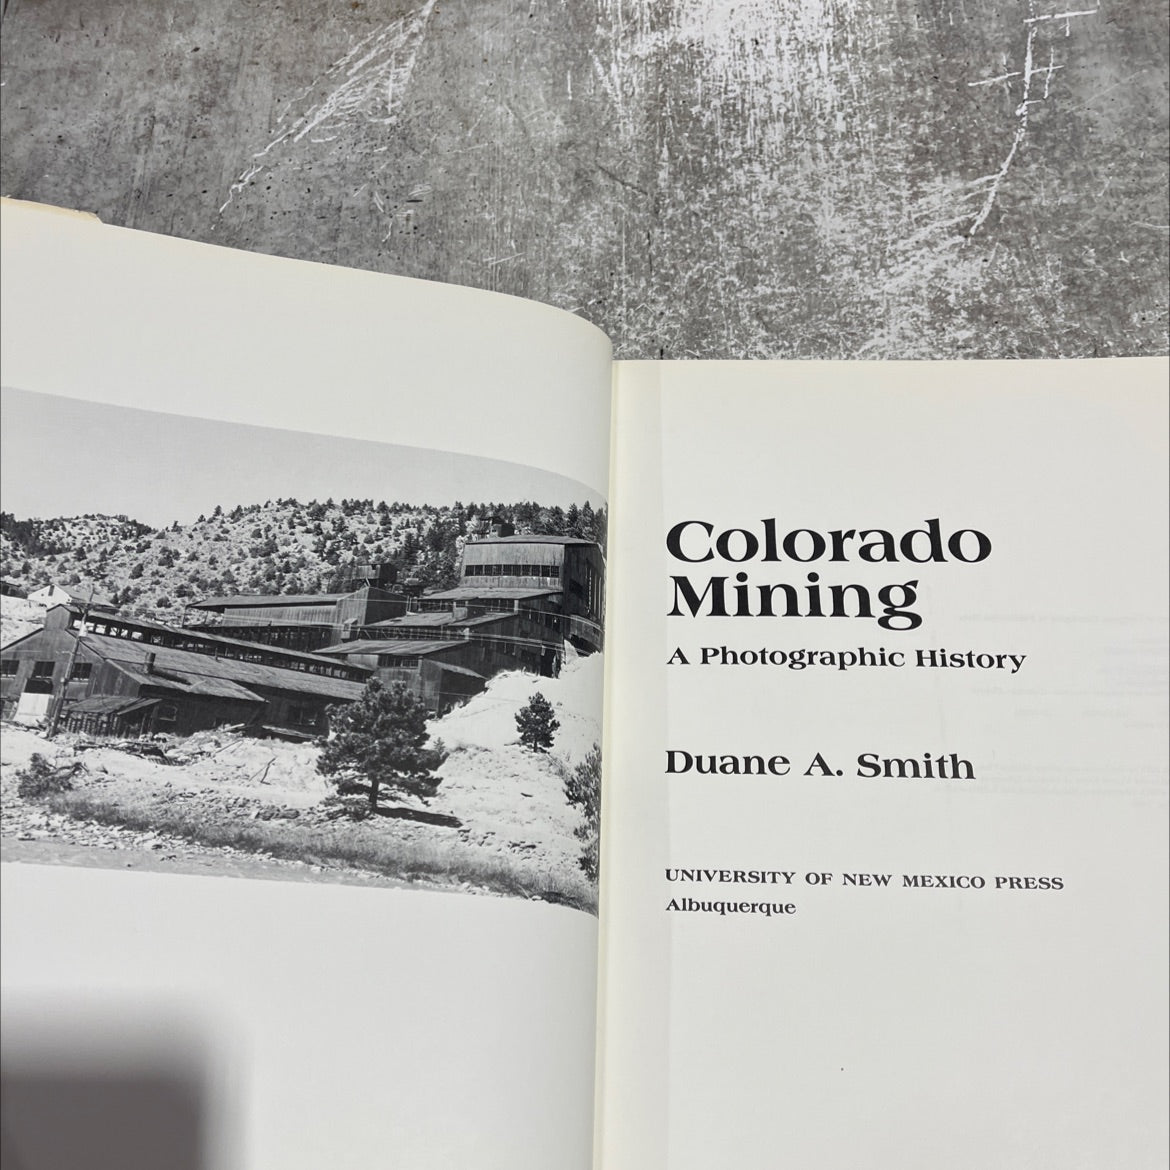 Colorado
Mining
A Photographic History
Duane A. Smith
UNIVERSITY OF NEW MEXICO PRESS
Albuquerque